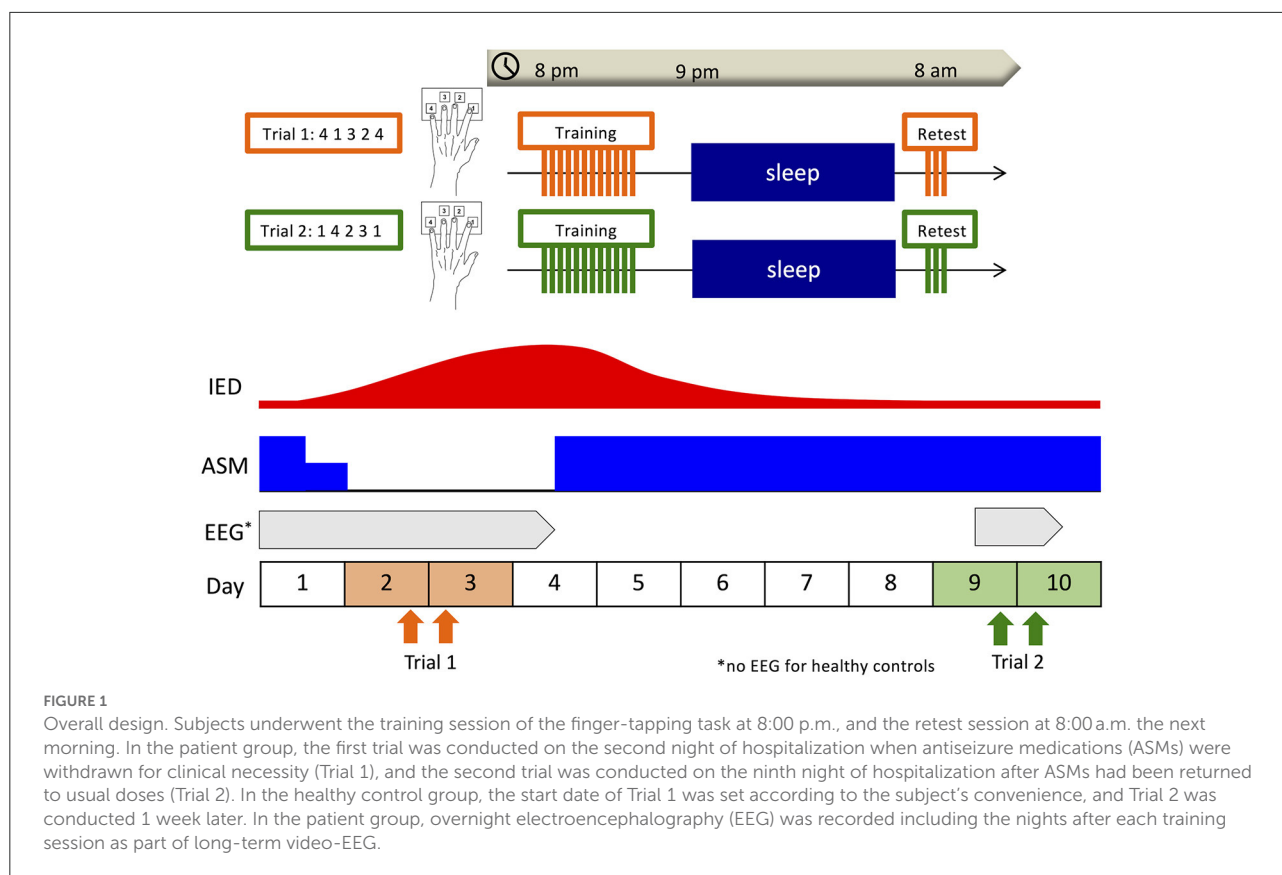 8 pm 9 pm 8 am
3 2
4 1
Trial 1: 4 1 3 2 4
Training
Retest
sleep
3 2
4 1
Trial 2: 1 4 2 3 1
Training
Retest
sleep
IED
ASM
EEG*
Day 1 2 3 4 5 6 7 8 9 10
Trial 1
*no EEG for healthy controls
Trial 2
FIGURE 1
Overall design. Subjects underwent the training session of the finger-tapping task at 8:00 p.m., and the retest session at 8:00 a.m. the next
morning. In the patient group, the first trial was conducted on the second night of hospitalization when antiseizure medications (ASMs) were
withdrawn for clinical necessity (Trial 1), and the second trial was conducted on the ninth night of hospitalization after ASMs had been returned
to usual doses (Trial 2). In the healthy control group, the start date of Trial 1 was set according to the subject's convenience, and Trial 2 was
conducted 1 week later. In the patient group, overnight electroencephalography (EEG) was recorded including the nights after each training
session as part of long-term video-EEG.